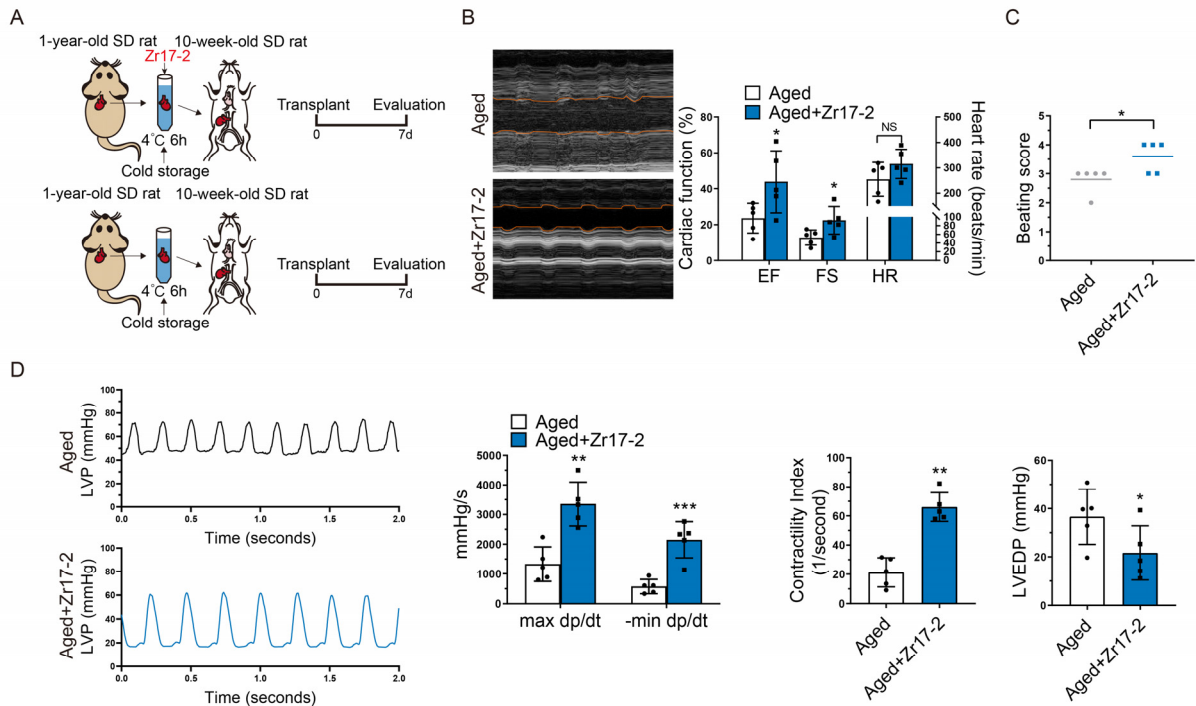 A
1-year-old SD rat 10-week-old SD rat
Zr17-2
4°C 6h
Cold storage
Transplant Evaluation
0 7d
1-year-old SD rat 10-week-old SD rat
4°C 6h
Cold storage
Transplant Evaluation
0 7d
B
Aged
Aged+Zr17-2
Aged
Aged+Zr17-2
Cardiac function (%)
80
60
40
20
0
*
*
NS
EF FS HR
500
400
300
200
100
80
60
40
20
0
Heart rate (beats/min)
C
Beating score
5
4
3
2
1
0
*
Aged
Aged+Zr17-2
D
Aged
LVP (mmHg)
100
80
70
60
40
20
0
0.0 0.5 1.0 1.5 2.0
Time (seconds)
Aged+Zr17-2
LVP (mmHg)
100
80
60
40
20
0
0.0 0.5 1.0 1.5 2.0
Time (seconds)
Aged
Aged+Zr17-2
mmHg/s
5000
4000
3000
2000
1000
0
**
***
max dp/dt -min dp/dt
Contractility Index
(1/second)
100
80
60
40
20
0
**
Aged
Aged+Zr17-2
LVEDP (mmHg)
60
40
20
0
*
Aged
Aged+Zr17-2